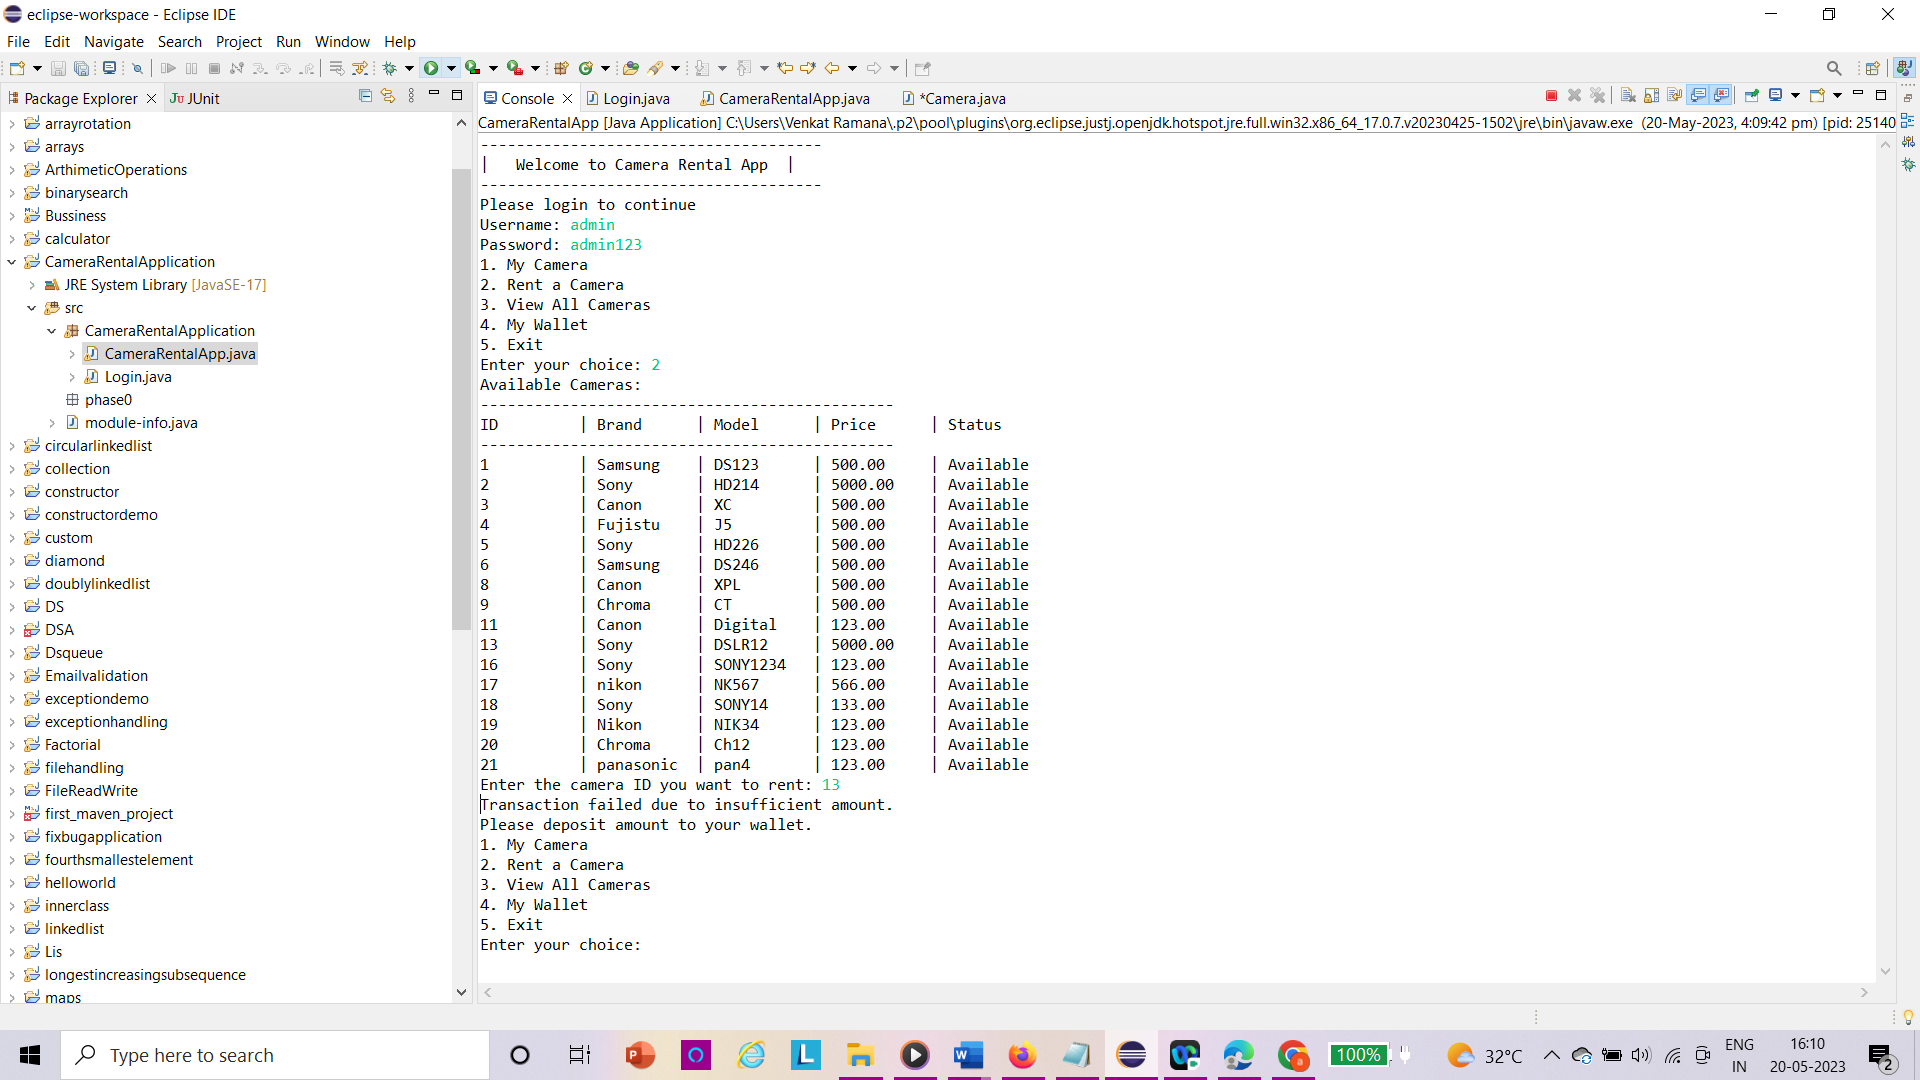 eclipse-workspace - Eclipse IDE
File Edit Navigate Search Project Run Window Help
Package Explorer JUnit
arrayrotation
arrays
ArthimeticOperations
binarysearch
Bussiness
calculator
CameraRentalApplication
JRE System Library [JavaSE-17]
src
CameraRentalApplication
CameraRentalApp.java
Login.java
phase0
module-info.java
circularlinkedlist
collection
constructor
constructordemo
custom
diamond
doublylinkedlist
DS
DSA
Dsqueue
Emailvalidation
exceptiondemo
exceptionhandling
Factorial
filehandling
FileReadWrite
first_maven_project
fixbugapplication
fourthsmallestelement
helloworld
innerclass
linkedlist
Lis
longestincreasingsubsequence
maps
Console Login.java CameraRentalApp.java *Camera.java
CameraRentalApp [Java Application] C:\Users\Venkat Ramana\.p2\pool\plugins\org.eclipse.justj.openjdk.hotspot.jre.full.win32.x86_64_17.0.7.v20230425-1502\jre\bin\javaw.exe (20-May-2023, 4:09:42 pm) [pid: 25140
--------------------------------------
| Welcome to Camera Rental App |
--------------------------------------
Please login to continue
Username: admin
Password: admin123
1. My Camera
2. Rent a Camera
3. View All Cameras
4. My Wallet
5. Exit
Enter your choice: 2
Available Cameras:
----------------------------------------------
ID | Brand | Model | Price | Status
----------------------------------------------
1 | Samsung | DS123 | 500.00 | Available
2 | Sony | HD214 | 5000.00 | Available
3 | Canon | XC | 500.00 | Available
4 | Fujistu | J5 | 500.00 | Available
5 | Sony | HD226 | 500.00 | Available
6 | Samsung | DS246 | 500.00 | Available
8 | Canon | XPL | 500.00 | Available
9 | Chroma | CT | 500.00 | Available
11 | Canon | Digital | 123.00 | Available
13 | Sony | DSLR12 | 5000.00 | Available
16 | Sony | SONY1234 | 123.00 | Available
17 | nikon | NK567 | 566.00 | Available
18 | Sony | SONY14 | 133.00 | Available
19 | Nikon | NIK34 | 123.00 | Available
20 | Chroma | Ch12 | 123.00 | Available
21 | panasonic | pan4 | 123.00 | Available
Enter the camera ID you want to rent: 13
Transaction failed due to insufficient amount.
Please deposit amount to your wallet.
1. My Camera
2. Rent a Camera
3. View All Cameras
4. My Wallet
5. Exit
Enter your choice:
Type here to search
100%
32°C
ENG
IN
16:10
20-05-2023
2